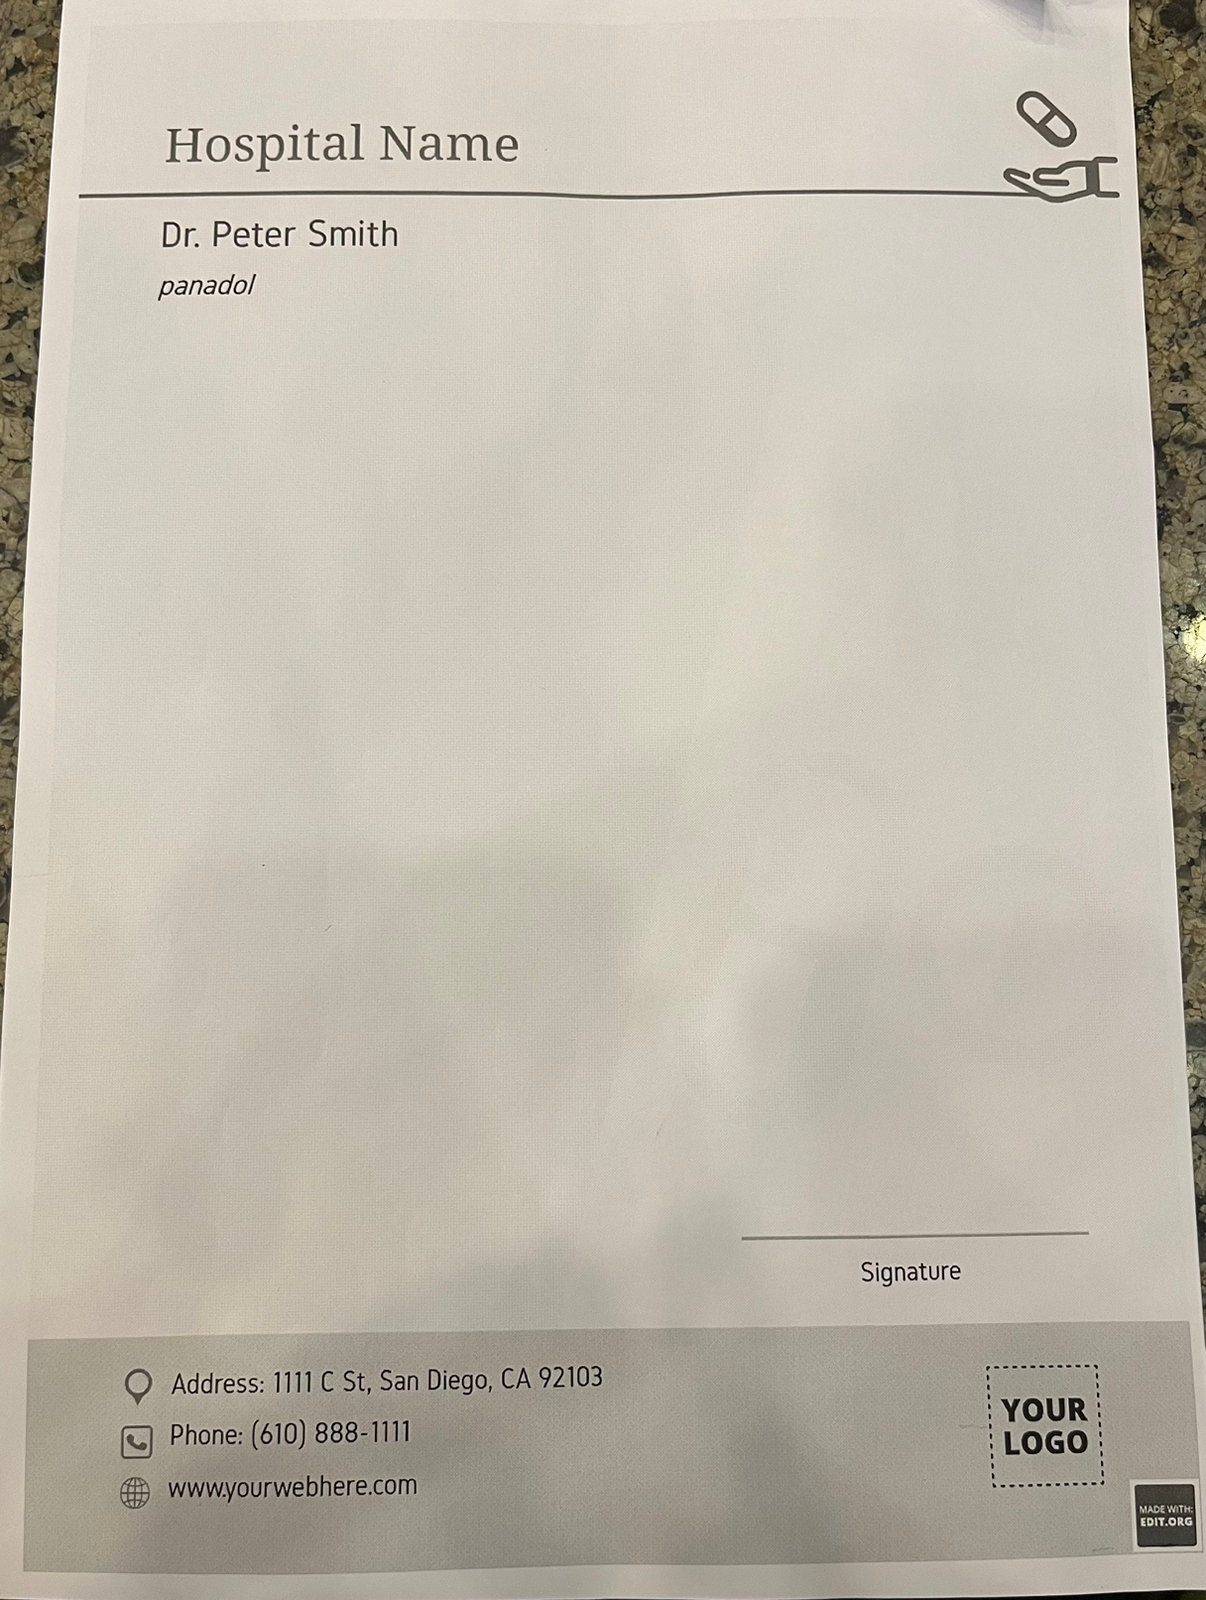 Hospital Name
Dr. Peter Smith
panadol
Signature
Address: 1111 C St, San Diego, CA 92103
Phone: (610) 888-1111
www.yourwebhere.com
YOUR
LOGO
MADE WITH:
EDIT.ORG